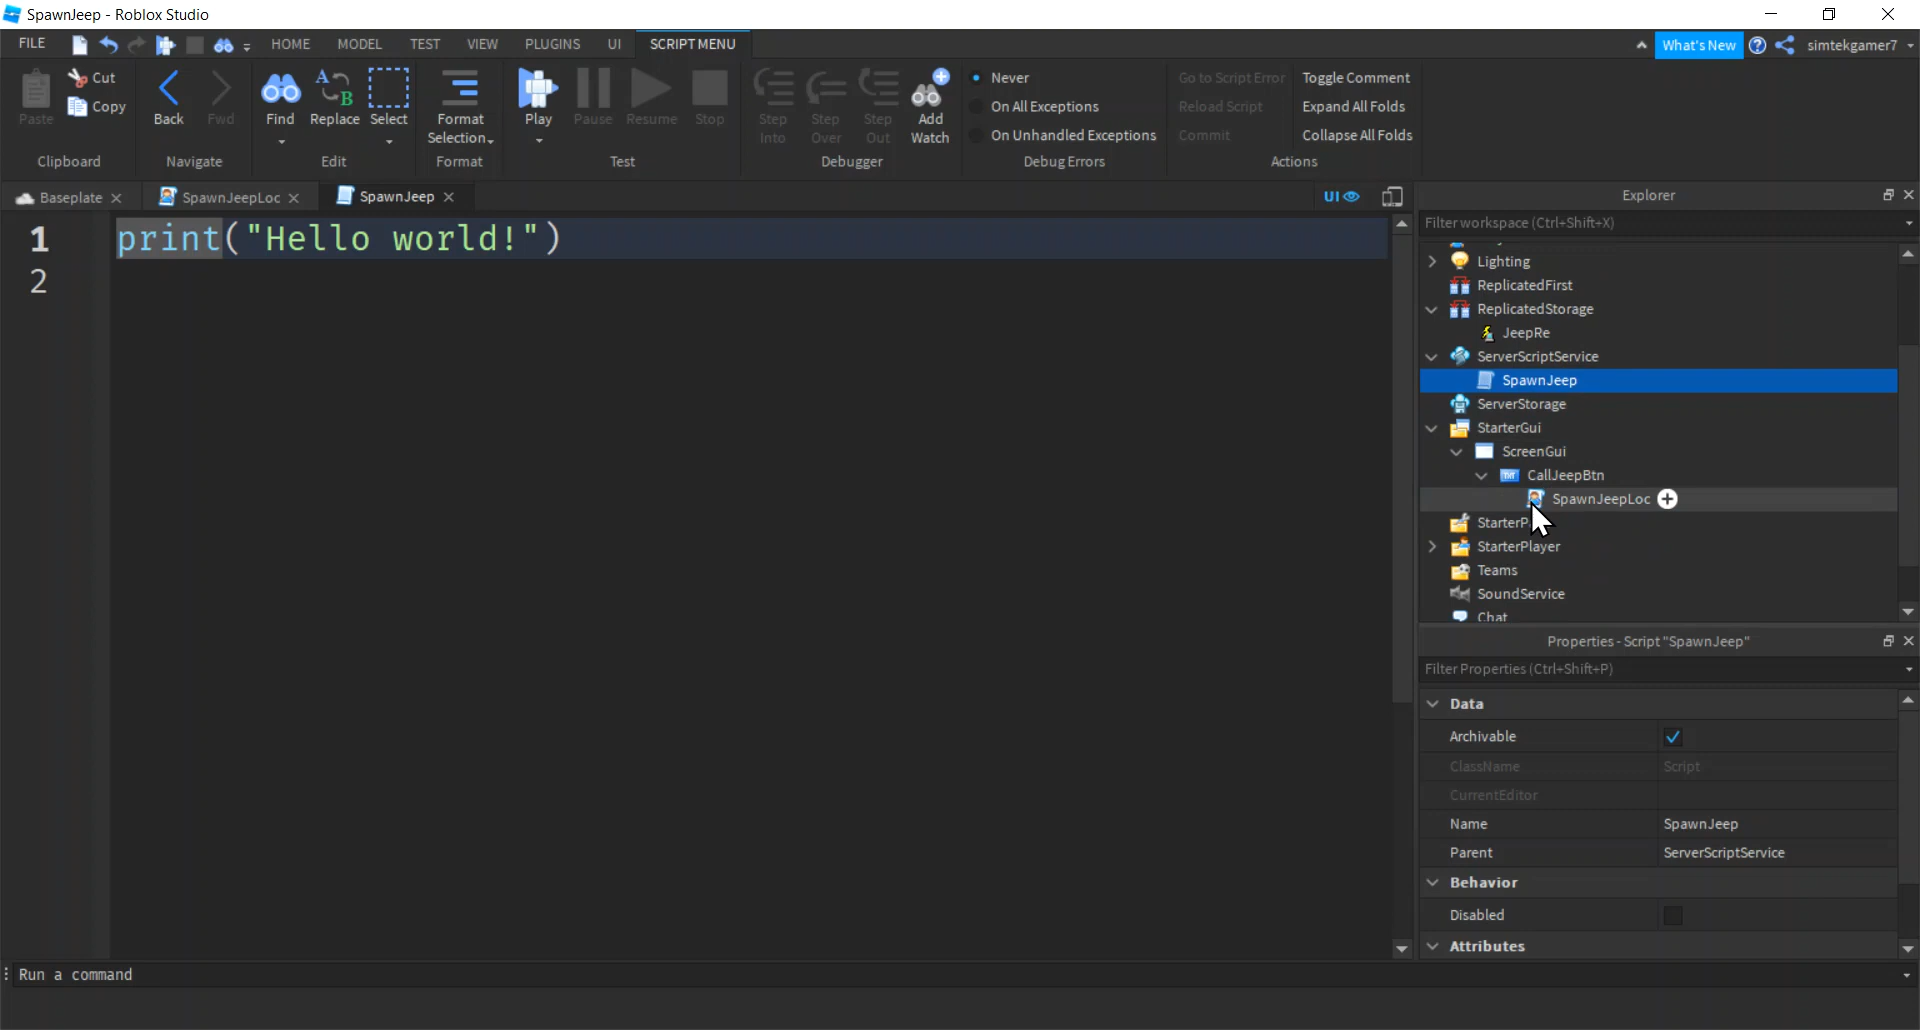 SpawnJeep - Roblox Studio
FILE HOME MODEL TEST VIEW PLUGINS UI SCRIPT MENU What's New simtekgamer7
Paste Cut Copy Clipboard
Back Fwd Navigate
Find Replace Select Edit
Format Selection Format
Play Pause Resume Stop Test
Step Into Step Over Step Out Add Watch Debugger
Never
On All Exceptions
On Unhandled Exceptions
Debug Errors
Go to Script Error Toggle Comment
Reload Script Expand All Folds
Commit Collapse All Folds
Actions
Baseplate SpawnJeepLoc SpawnJeep UI
1 print("Hello world!")
2
Explorer
Filter workspace (Ctrl+Shift+X)
Lighting
ReplicatedFirst
ReplicatedStorage
JeepRe
ServerScriptService
SpawnJeep
ServerStorage
StarterGui
ScreenGui
CallJeepBtn
SpawnJeepLoc
StarterPlayer
Teams
SoundService
Chat
Properties - Script "SpawnJeep"
Filter Properties (Ctrl+Shift+P)
Data
Archivable
ClassName Script
CurrentEditor
Name SpawnJeep
Parent ServerScriptService
Behavior
Disabled
Attributes
Run a command